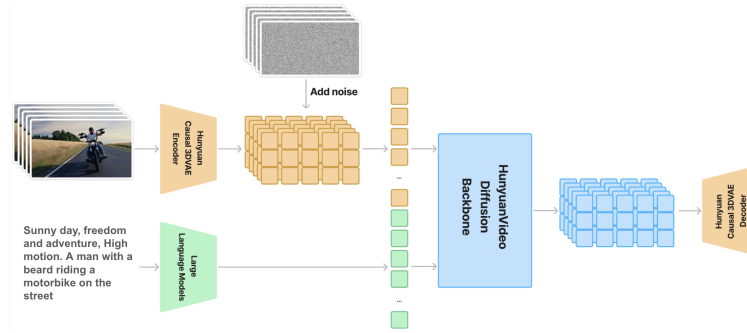 Add noise
Hunyuan
Causal 3DVAE
Encoder
...
HunyuanVideo
Diffusion
Backbone
Hunyuan
Causal 3DVAE
Decoder
Sunny day, freedom
and adventure, High
motion. A man with a
beard riding a
motorbike on the
street
Large
Language Models
...